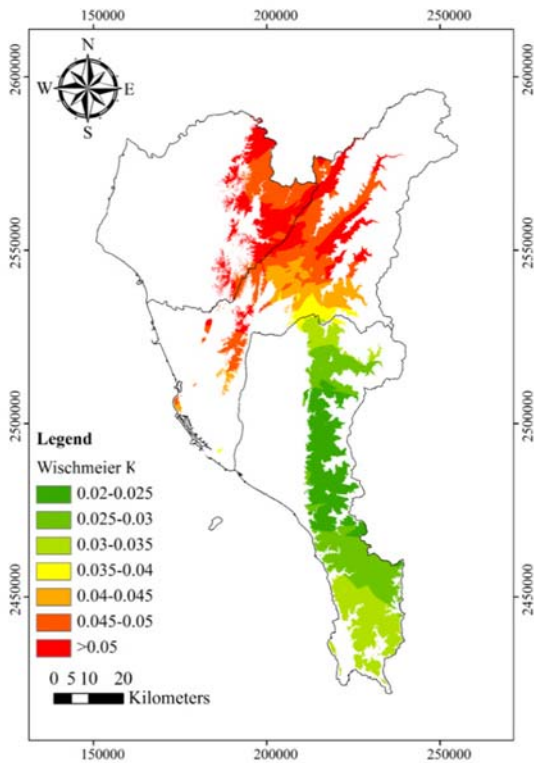 150000 200000 250000
N
W E
S
2600000 2600000
2550000 2550000
2500000 2500000
2450000 2450000
Legend
Wischmeier K
0.02-0.025
0.025-0.03
0.03-0.035
0.035-0.04
0.04-0.045
0.045-0.05
>0.05
0 5 10 20
Kilometers
150000 200000 250000